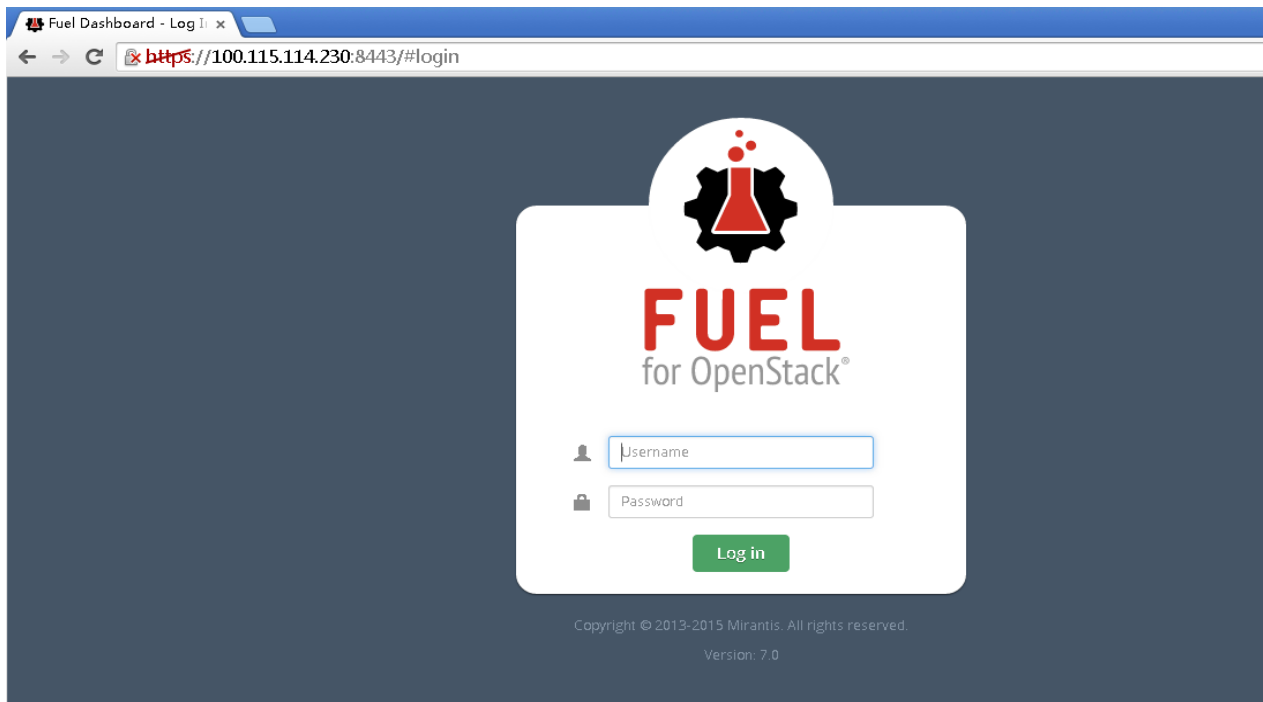 Fuel Dashboard - Log I
https://100.115.114.230:8443/#login
FUEL
for OpenStack®
Username
Password
Log in
Copyright © 2013-2015 Mirantis. All rights reserved.
Version: 7.0